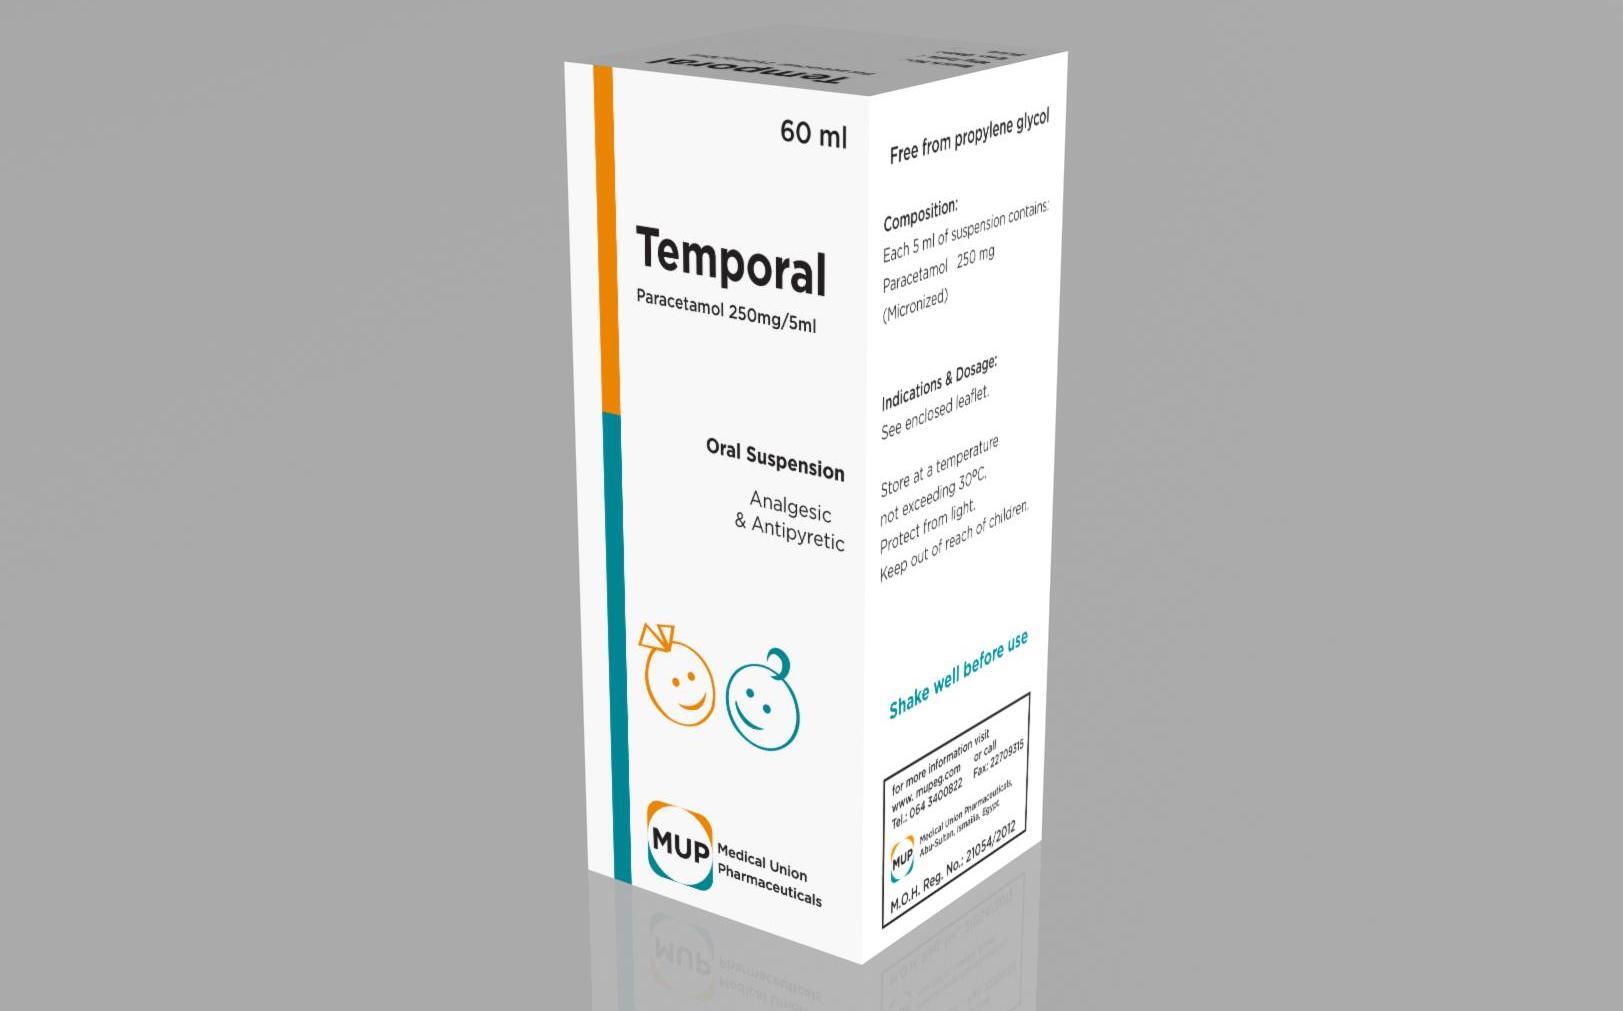 Temporal
60 ml
Temporal
Paracetamol 250mg/5ml
Oral Suspension
Analgesic
& Antipyretic
MUP
Medical Union
Pharmaceuticals
Free from propylene glycol
Composition:
Each 5 ml of suspension contains:
Paracetamol 250 mg
(Micronized)
Indications & Dosage:
See enclosed leaflet.
Store at a temperature
not exceeding 30ºC.
Protect from light.
Keep out of reach of children.
Shake well before use
for more information visit
www. mupeg.com or call
Tel.: 064 3400822 Fax: 22709315
MUP
Medical Union Pharmaceuticals,
Abu-Sultan, Ismailia, Egypt
M.O.H. Reg. No.: 21054/2012